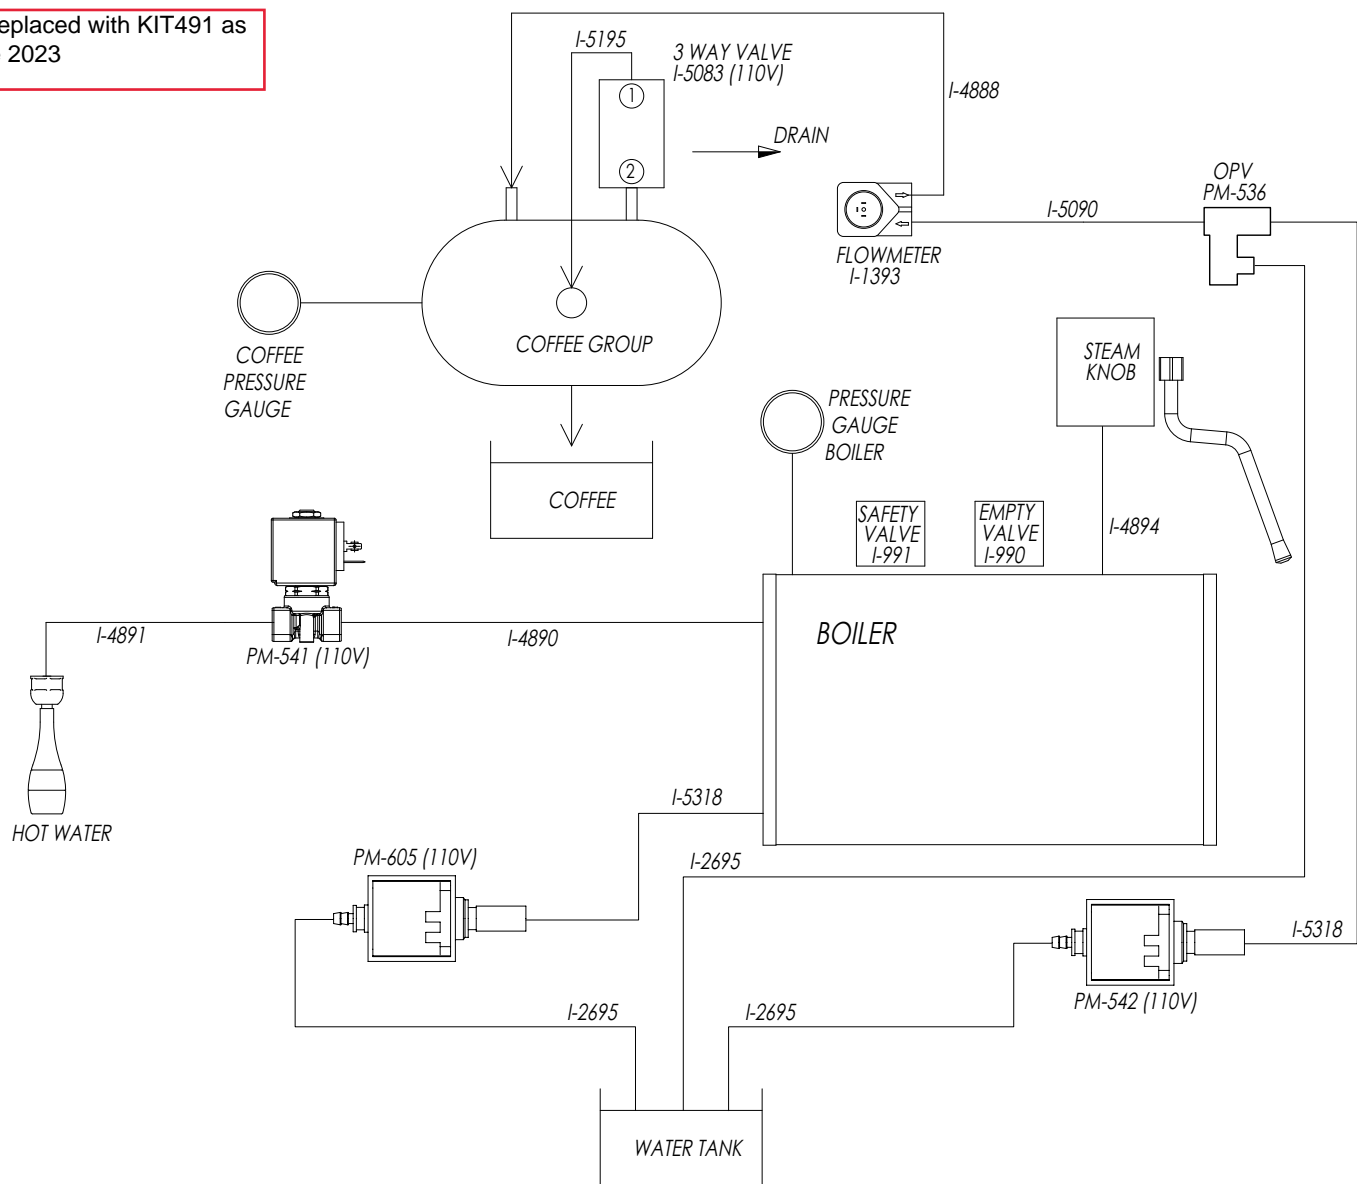 eplaced with KIT491 as
2023
I-5195
3 WAY VALVE
I-5083 (110V)
1
2
DRAIN
I-4888
OPV
PM-536
I-5090
FLOWMETER
I-1393
COFFEE
PRESSURE
GAUGE
COFFEE GROUP
STEAM
KNOB
PRESSURE
GAUGE
BOILER
COFFEE
SAFETY
VALVE
I-991
EMPTY
VALVE
I-990
I-4894
I-4891
PM-541 (110V)
I-4890
BOILER
HOT WATER
I-5318
PM-605 (110V)
I-2695
I-5318
PM-542 (110V)
I-2695
I-2695
WATER TANK